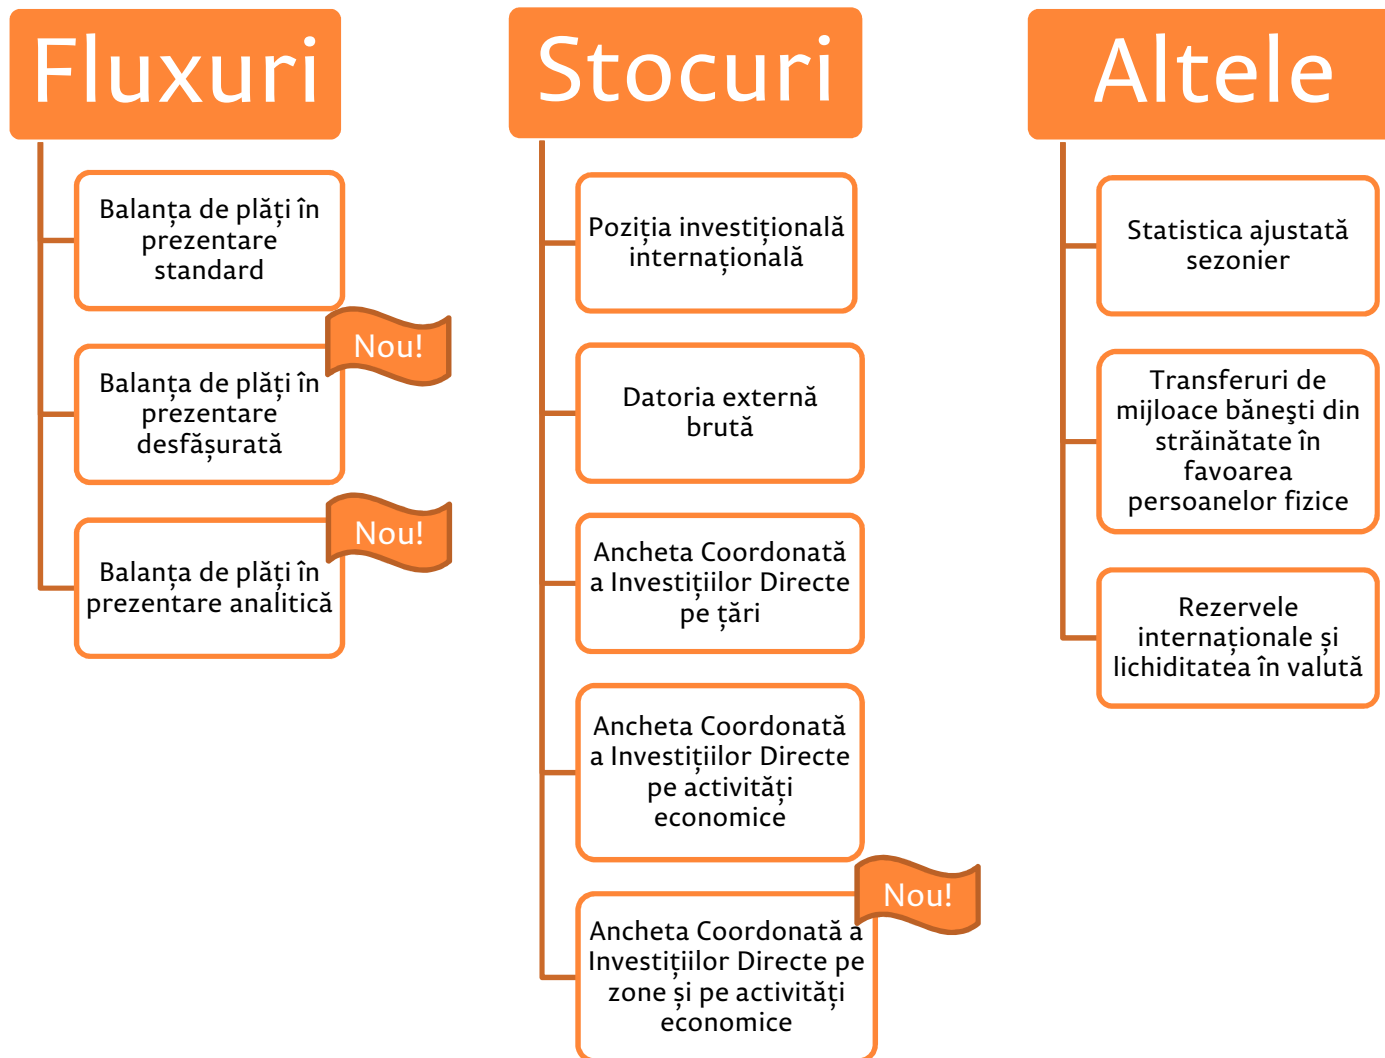 Fluxuri
Balanța de plăți în
prezentare
standard
Nou!
Balanța de plăți în
prezentare
desfășurată
Nou!
Balanța de plăți în
prezentare analitică
Stocuri
Poziția investițională
internațională
Datoria externă
brută
Ancheta Coordonată
a Investițiilor Directe
pe țări
Ancheta Coordonată
a Investițiilor Directe
pe activități
economice
Nou!
Ancheta Coordonată a
Investițiilor Directe pe
zone și pe activități
economice
Altele
Statistica ajustată
sezonier
Transferuri de
mijloace băneşti din
străinătate în
favoarea
persoanelor fizice
Rezervele
internaționale și
lichiditatea în valută